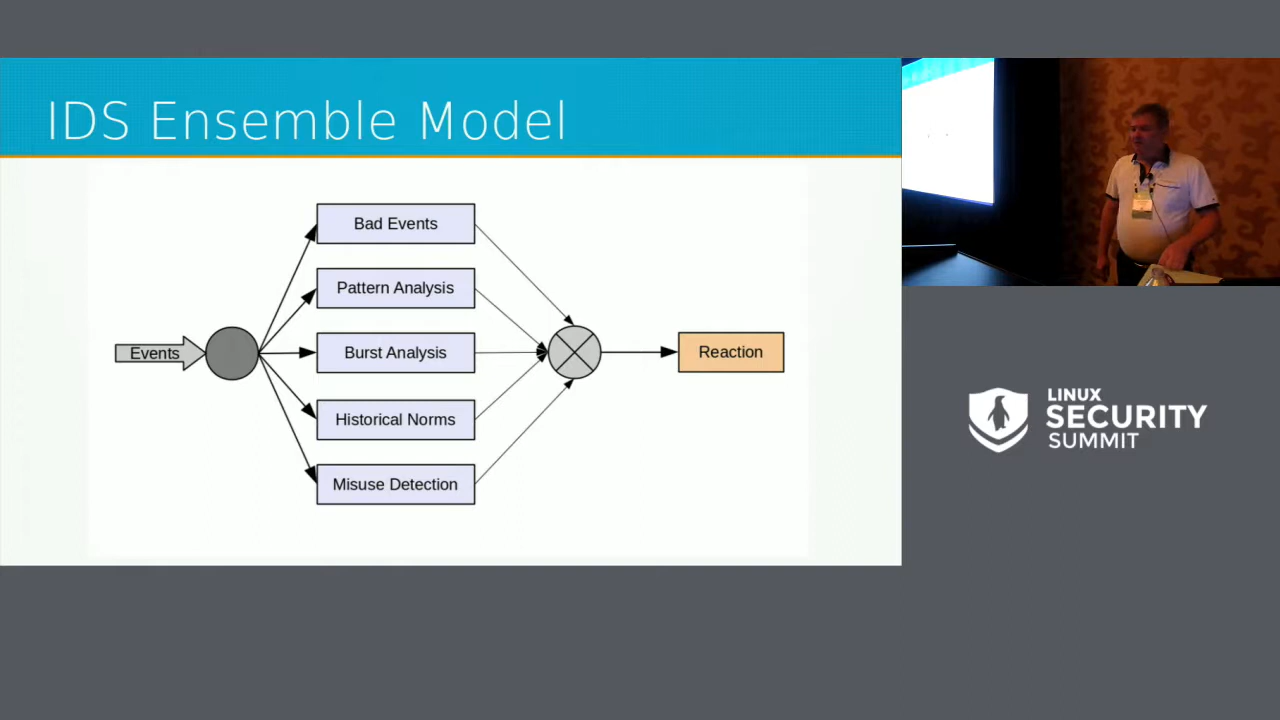 IDS Ensemble Model
Bad Events
Pattern Analysis
Events
Burst Analysis
Reaction
Historical Norms
Misuse Detection
LINUX
SECURITY
SUMMIT